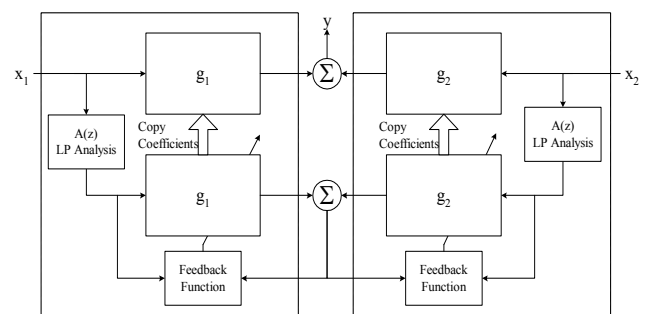 y
x1
g1
Σ
g2
x2
A(z)
LP Analysis
Copy
Coefficients
Copy
Coefficients
A(z)
LP Analysis
g1
Σ
g2
Feedback
Function
Feedback
Function